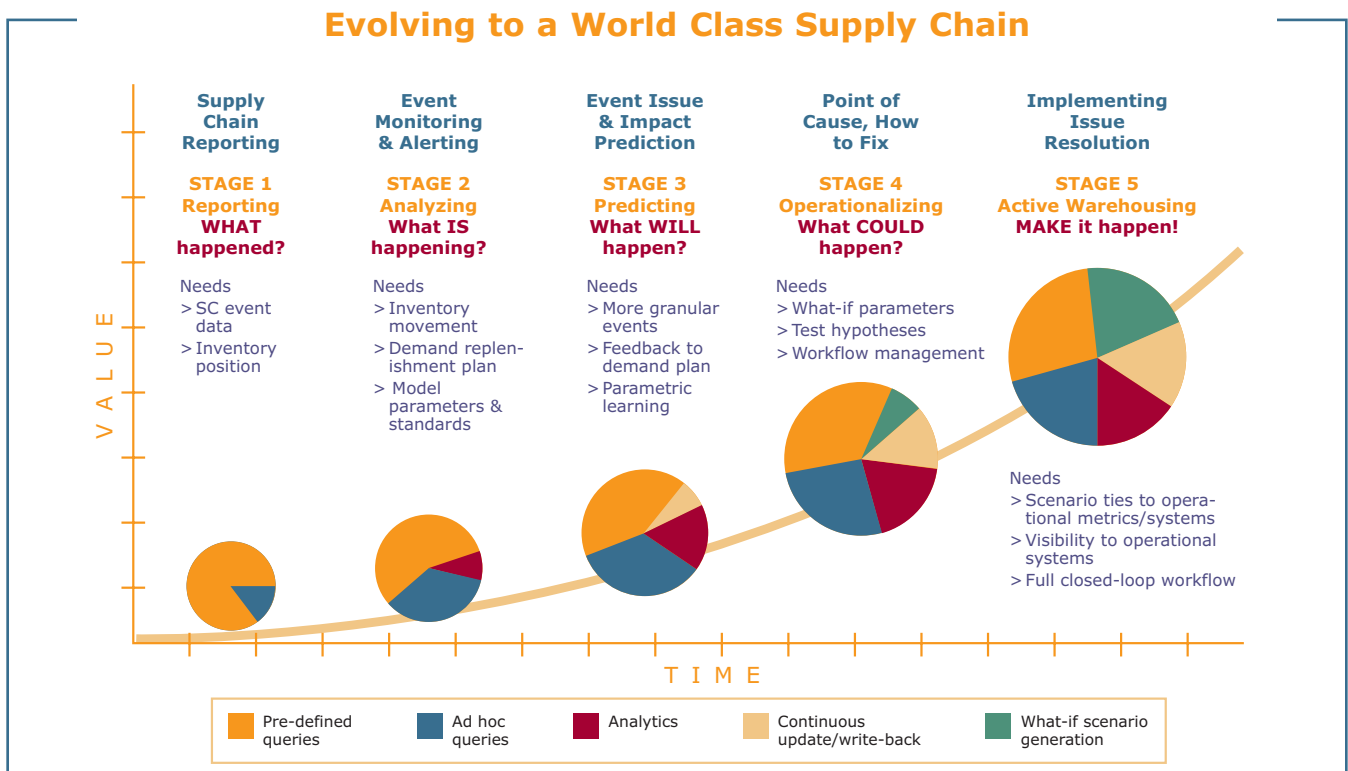 Evolving to a World Class Supply Chain
Supply
Chain
Reporting
STAGE 1
Reporting
WHAT
happened?
Needs
> SC event
data
> Inventory
position
Event
Monitoring
& Alerting
STAGE 2
Analyzing
What IS
happening?
Needs
> Inventory
movement
> Demand replen-
ishment plan
> Model
parameters &
standards
Event Issue
& Impact
Prediction
STAGE 3
Predicting
What WILL
happen?
Needs
> More granular
events
> Feedback to
demand plan
> Parametric
learning
Point of
Cause, How
to Fix
STAGE 4
Operationalizing
What COULD
happen?
Needs
> What-if parameters
> Test hypotheses
> Workflow management
Implementing
Issue
Resolution
STAGE 5
Active Warehousing
MAKE it happen!
Needs
> Scenario ties to opera-
tional metrics/systems
> Visibility to operational
systems
> Full closed-loop workflow
VALUE
TIME
Pre-defined
queries
Ad hoc
queries
Analytics
Continuous
update/write-back
What-if scenario
generation